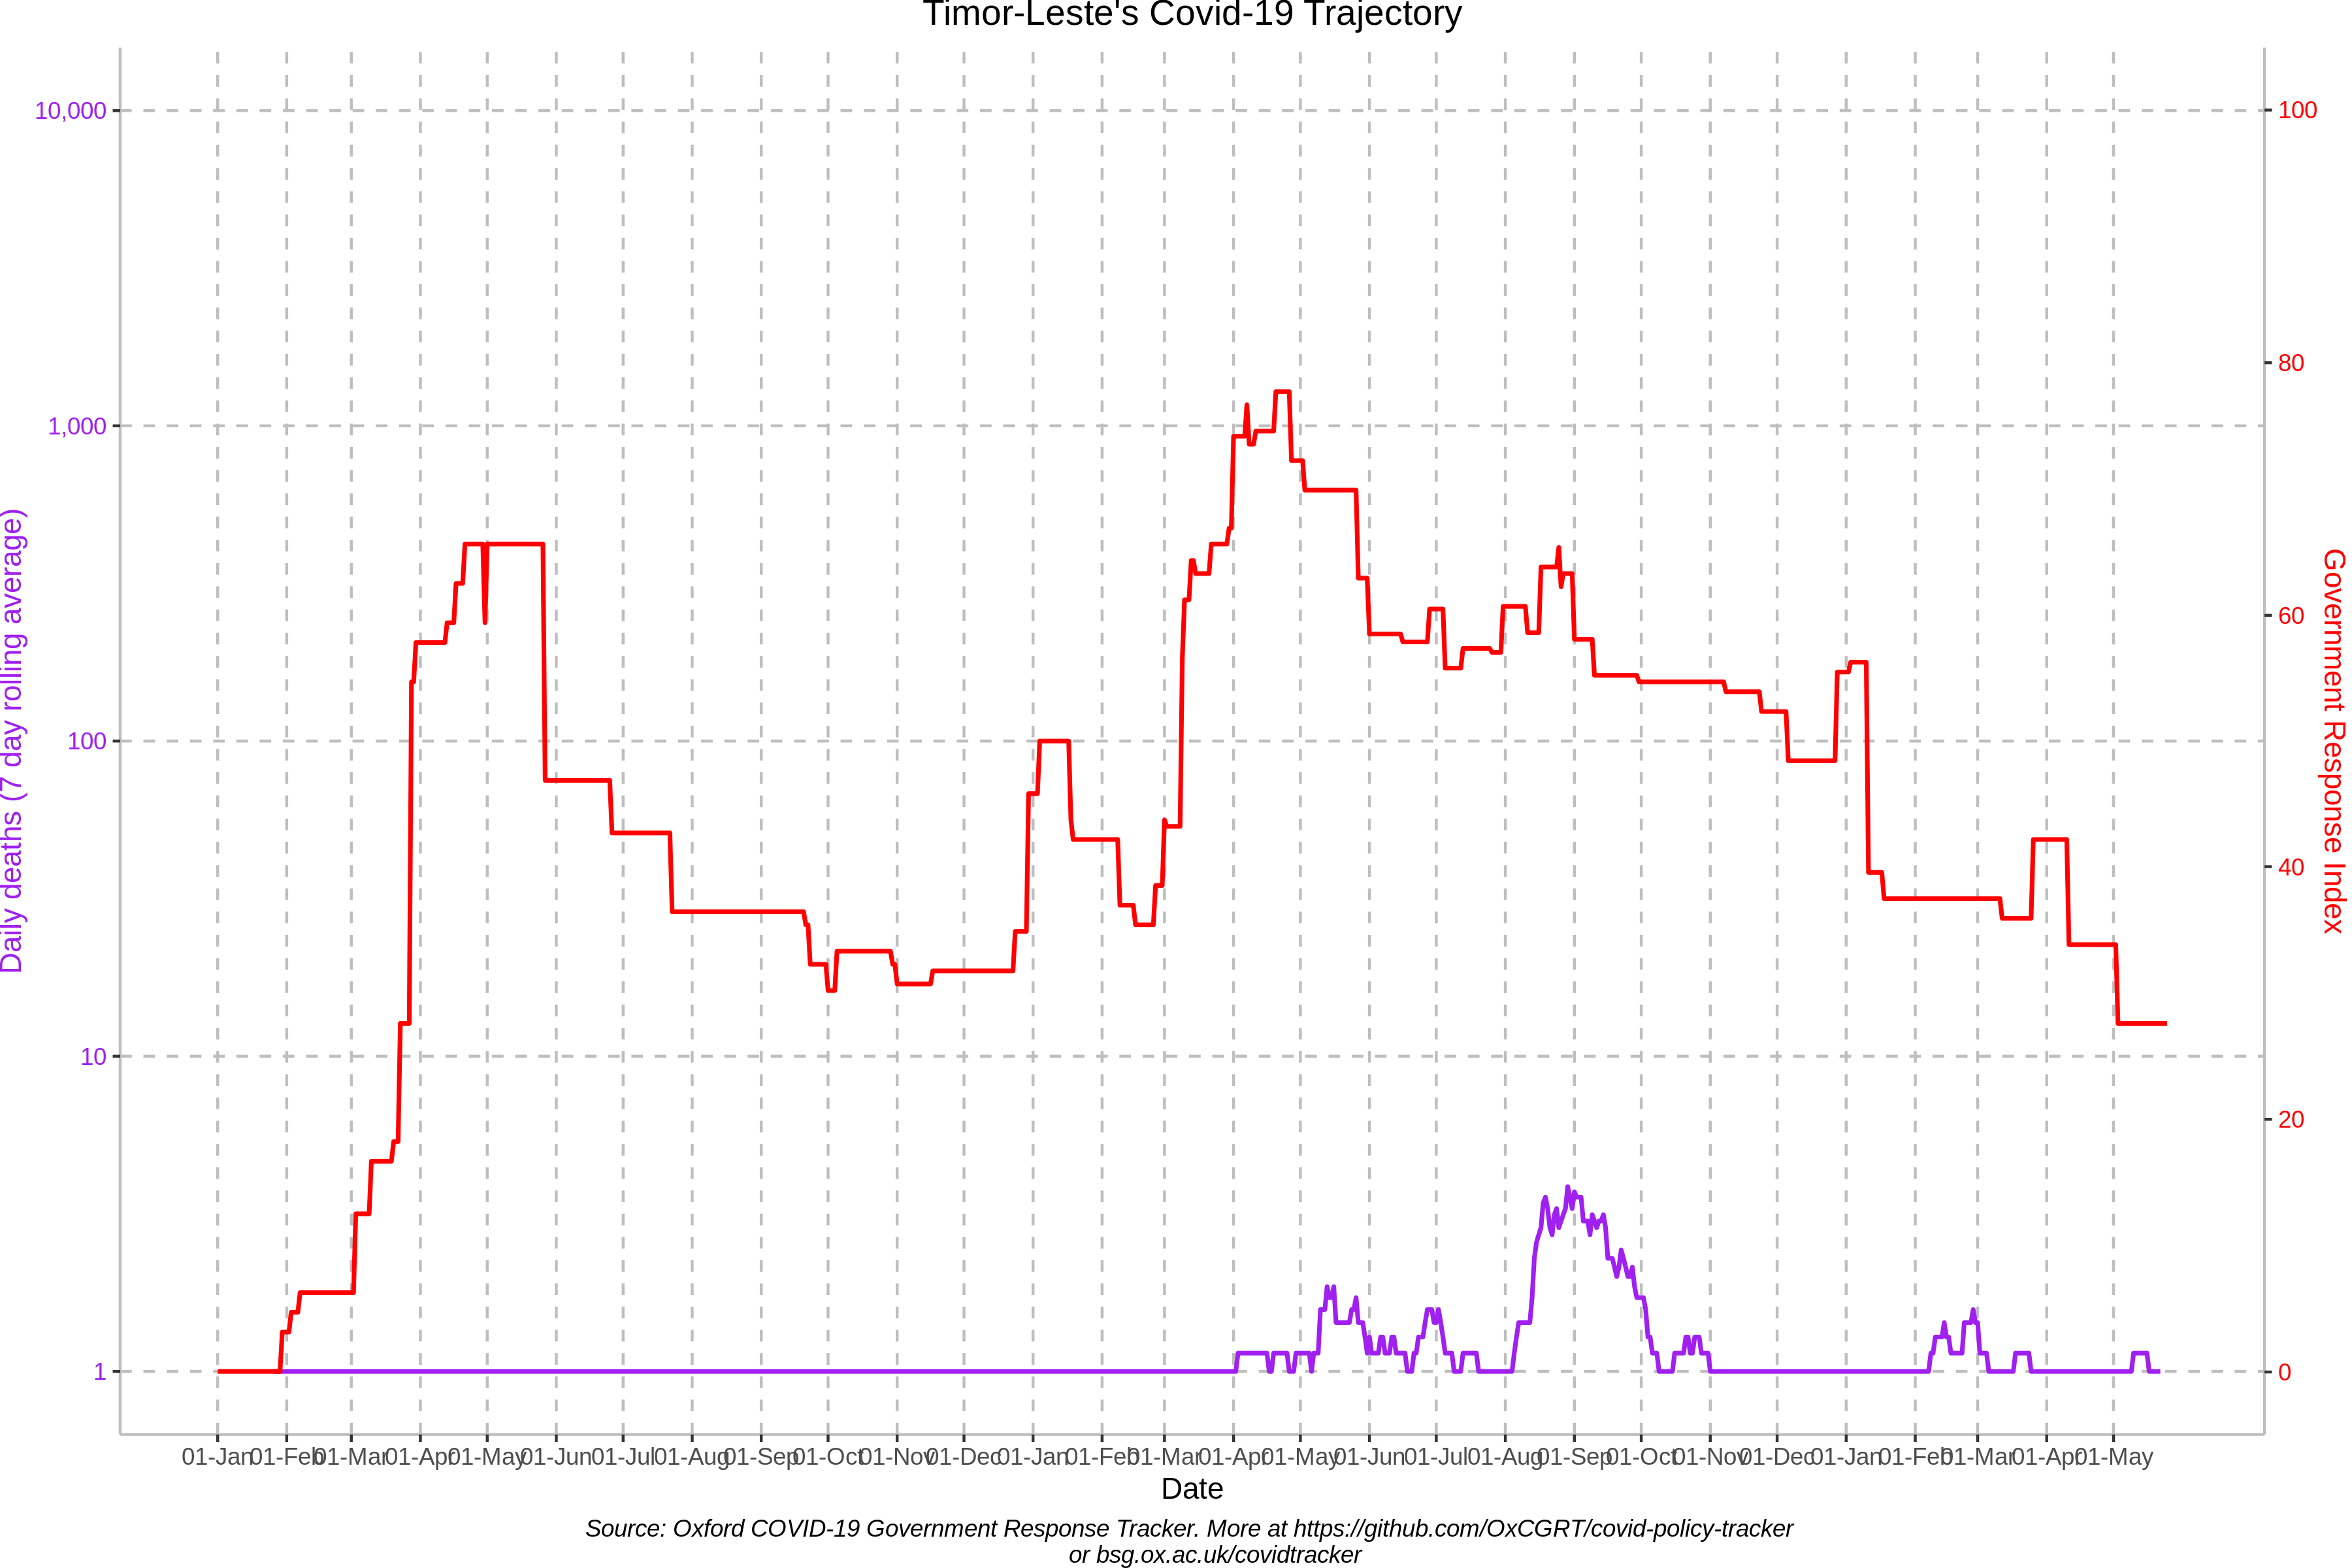 Timor-Leste's Covid-19 Trajectory
Daily deaths (7 day rolling average)
10,000
1,000
100
10
1
100
80
60
40
20
0
Government Response Index
01-Jan 01-Feb 01-Mar 01-Apr 01-May 01-Jun 01-Jul 01-Aug 01-Sep 01-Oct 01-Nov 01-Dec 01-Jan 01-Feb 01-Mar 01-Apr 01-May 01-Jun 01-Jul 01-Aug 01-Sep 01-Oct 01-Nov 01-Dec 01-Jan 01-Feb 01-Mar 01-Apr 01-May
Date
Source: Oxford COVID-19 Government Response Tracker. More at https://github.com/OxCGRT/covid-policy-tracker
or bsg.ox.ac.uk/covidtracker